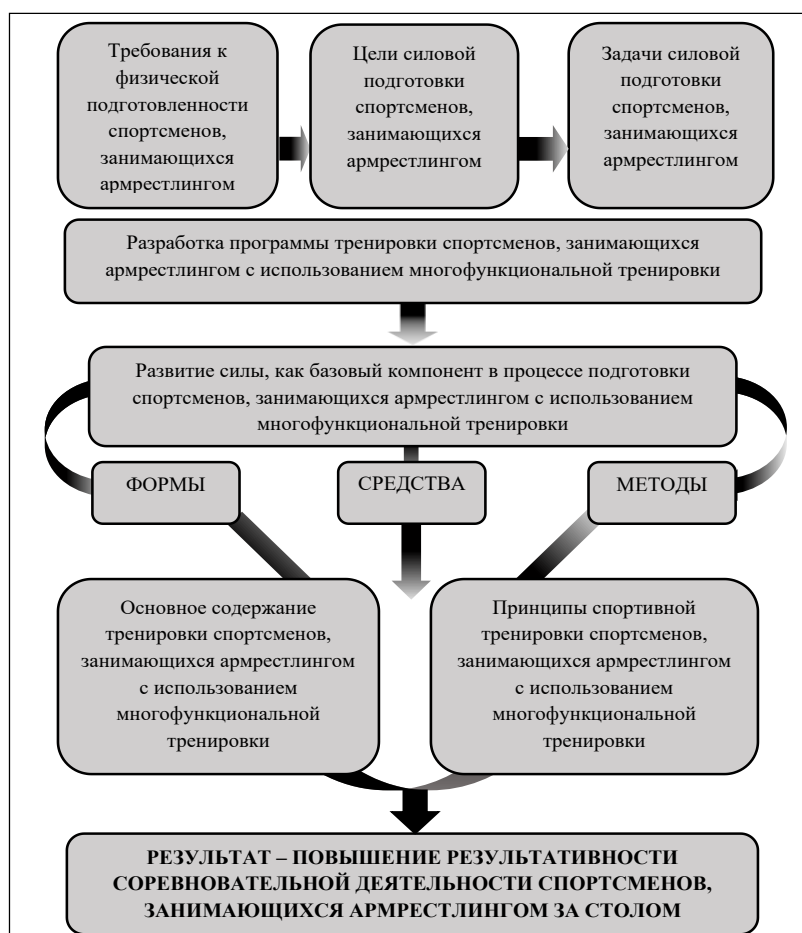 Требования к
физической
подготовленности
спортсменов,
занимающихся
армрестлингом
Цели силовой
подготовки
спортсменов,
занимающихся
армрестлингом
Задачи силовой
подготовки
спортсменов,
занимающихся
армрестлингом
Разработка программы тренировки спортсменов, занимающихся
армрестлингом с использованием многофункциональной тренировки
Развитие силы, как базовый компонент в процессе подготовки
спортсменов, занимающихся армрестлингом с использованием
многофункциональной тренировки
ФОРМЫ
СРЕДСТВА
МЕТОДЫ
Основное содержание
тренировки спортсменов,
занимающихся армрестлингом
с использованием
многофункциональной
тренировки
Принципы спортивной
тренировки спортсменов,
занимающихся армрестлингом
с использованием
многофункциональной
тренировки
РЕЗУЛЬТАТ – ПОВЫШЕНИЕ РЕЗУЛЬТАТИВНОСТИ
СОРЕВНОВАТЕЛЬНОЙ ДЕЯТЕЛЬНОСТИ СПОРТСМЕНОВ,
ЗАНИМАЮЩИХСЯ АРМРЕСТЛИНГОМ ЗА СТОЛОМ